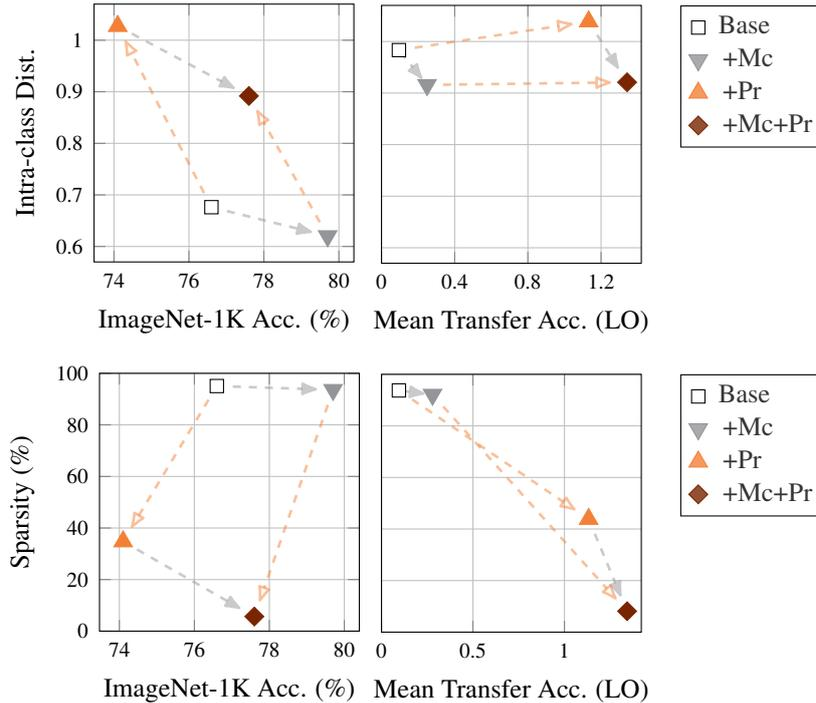 Intra-class Dist.
1
0.9
0.8
0.7
0.6
74 76 78 80
ImageNet-1K Acc. (%)
0 0.4 0.8 1.2
Mean Transfer Acc. (LO)
Base
+Mc
+Pr
+Mc+Pr
Sparsity (%)
100
80
60
40
20
0
74 76 78 80
ImageNet-1K Acc. (%)
0 0.5 1
Mean Transfer Acc. (LO)
Base
+Mc
+Pr
+Mc+Pr